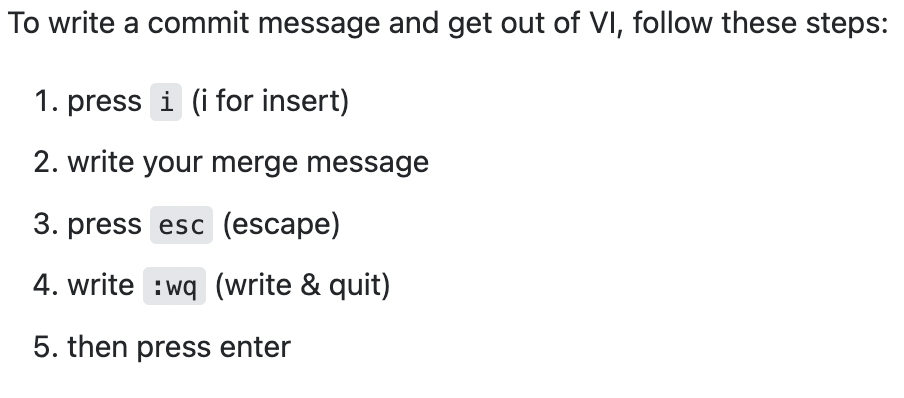 To write a commit message and get out of VI, follow these steps:
1. press i (i for insert)
2. write your merge message
3. press esc (escape)
4. write :wq (write & quit)
5. then press enter